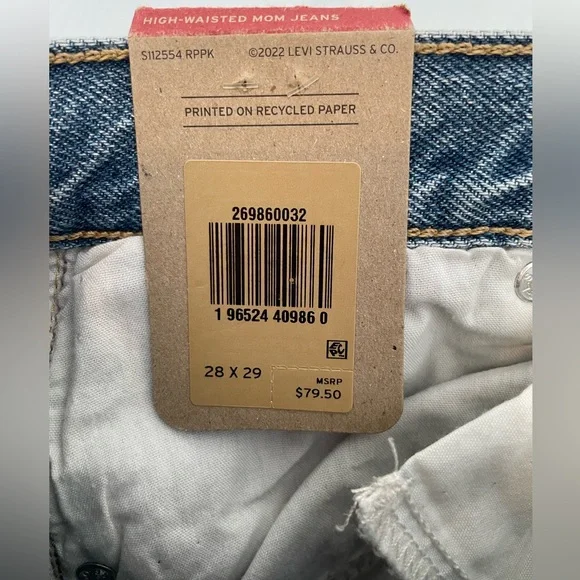 HIGH-WAISTED MOM JEANS
S112554 RPPK ©2022 LEVI STRAUSS & CO.
PRINTED ON RECYCLED PAPER
269860032
1 96524 40986 0
28 X 29
MSRP
$79.50